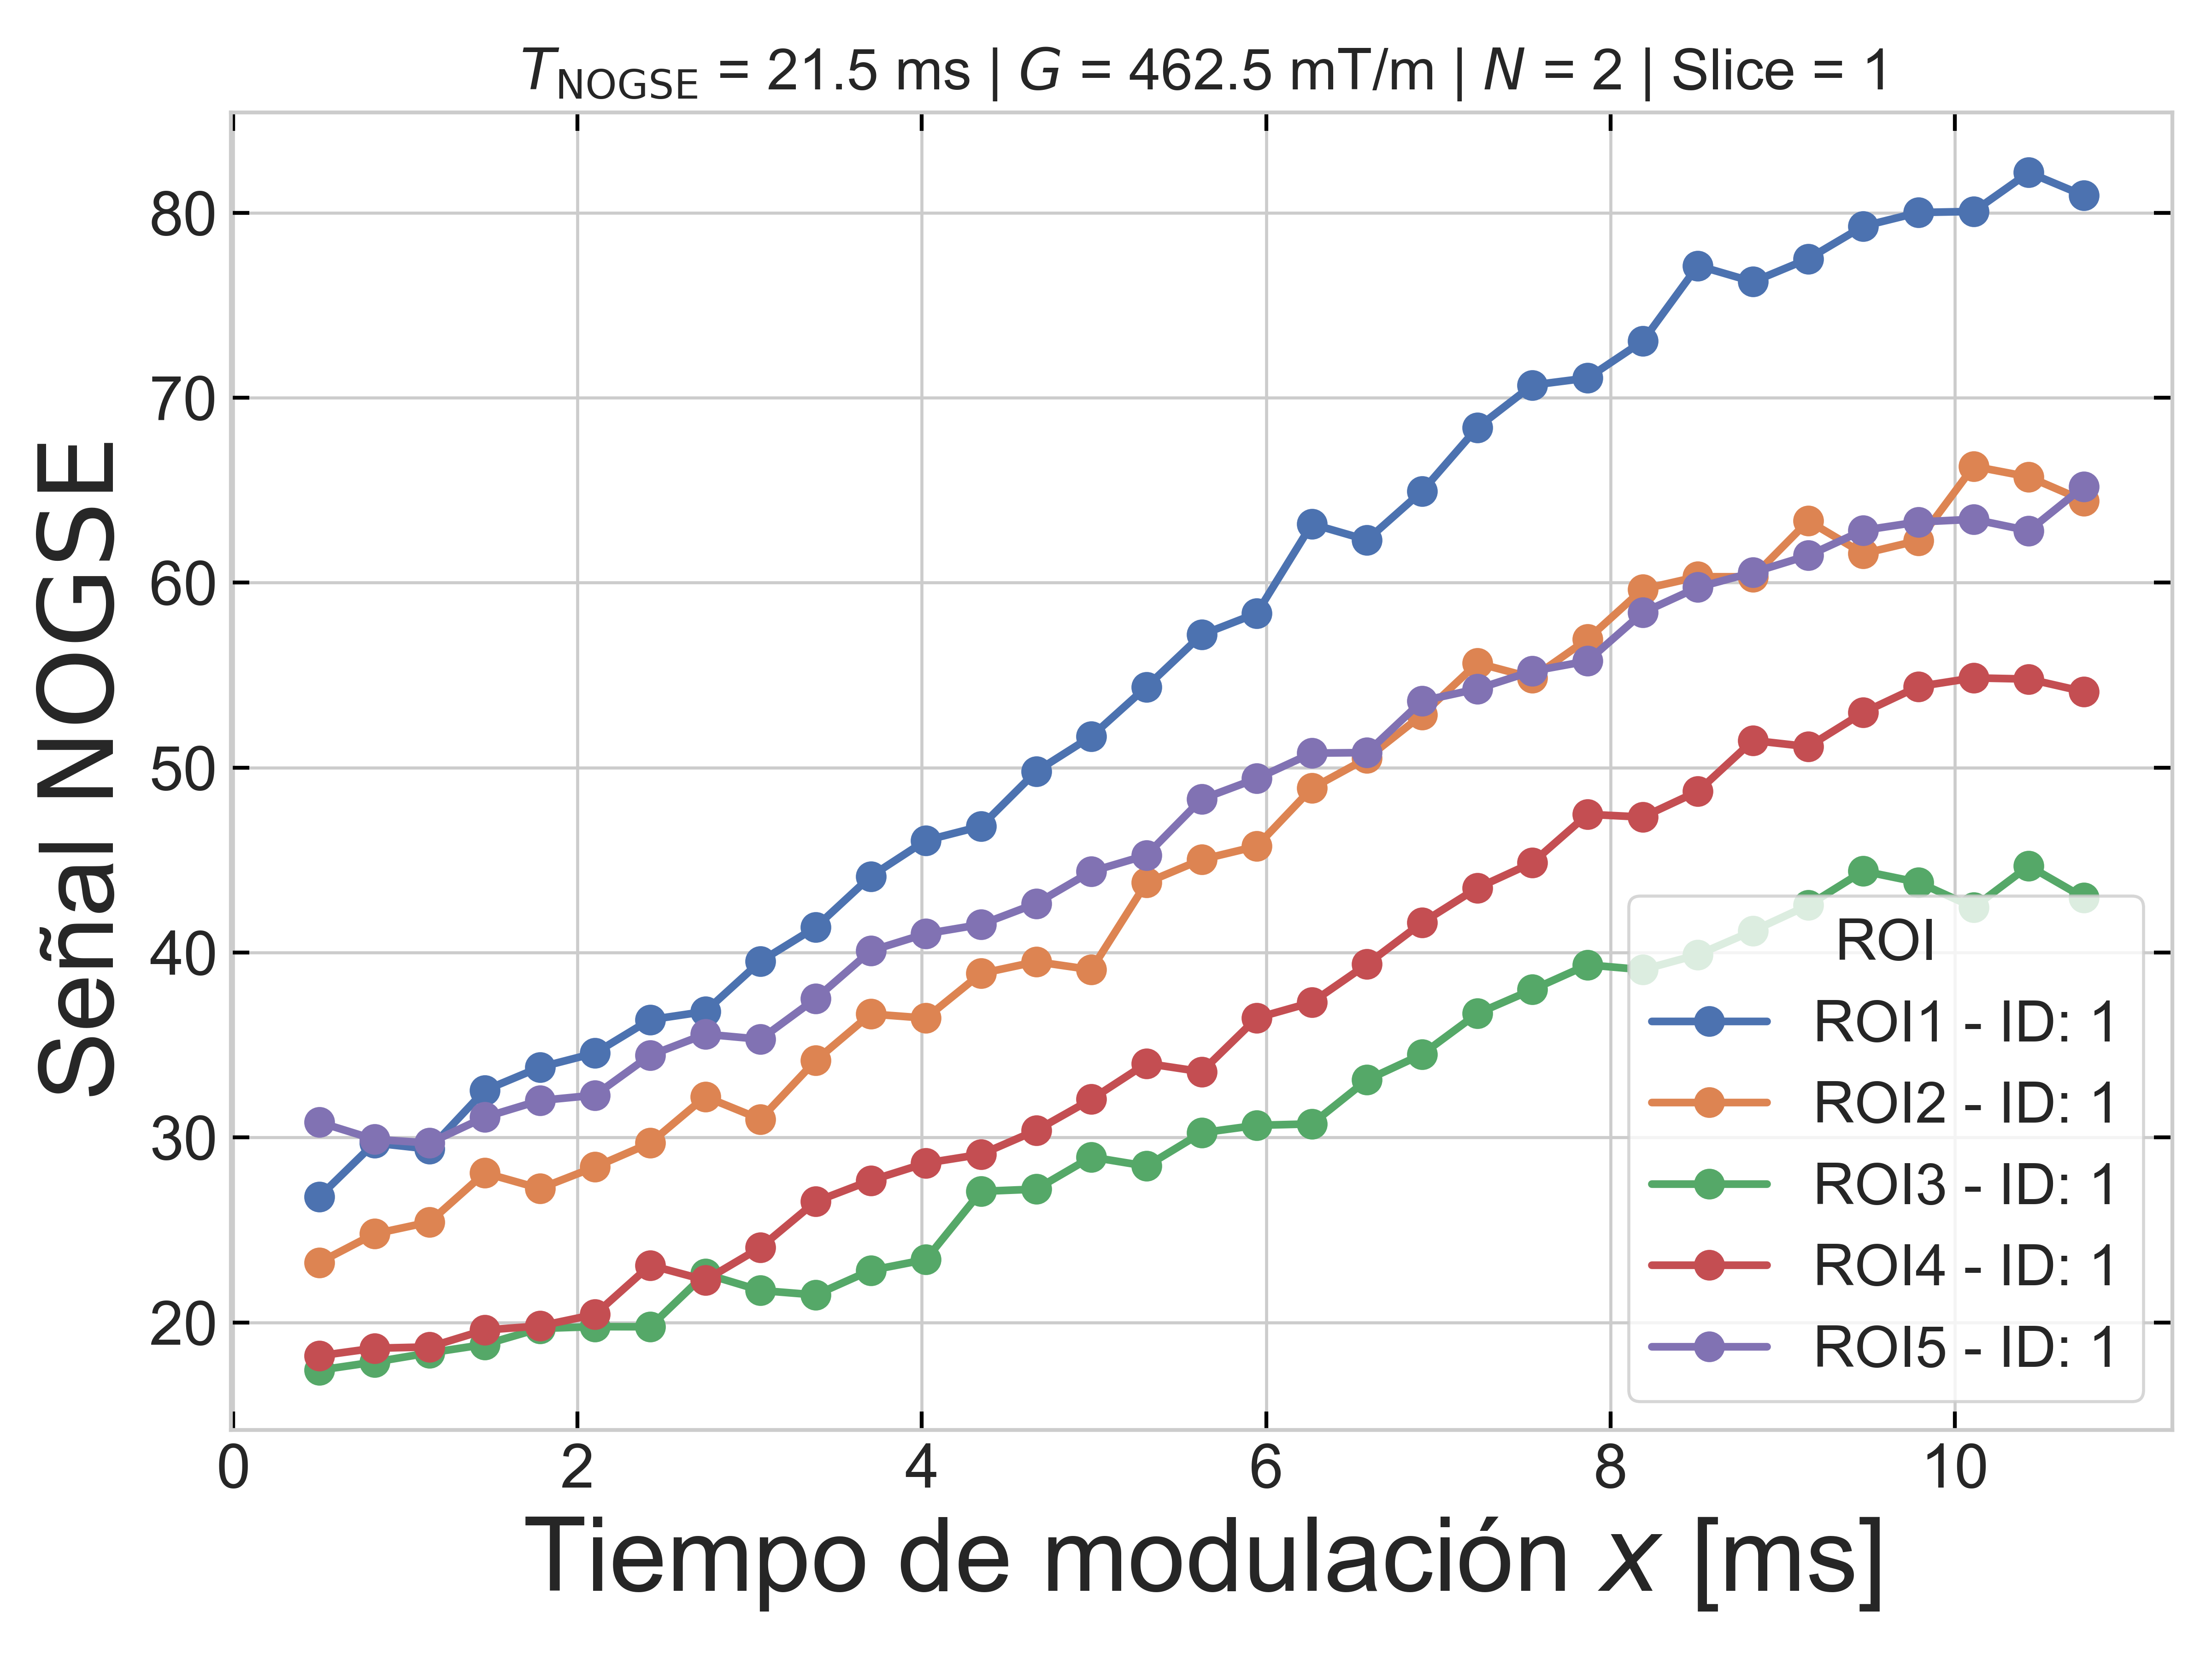 T_NOGSE = 21.5 ms | G = 462.5 mT/m | N = 2 | Slice = 1
Señal NOGSE
80
70
60
50
40
30
20
0 2 4 6 8 10
Tiempo de modulación x [ms]
ROI
ROI1 - ID: 1
ROI2 - ID: 1
ROI3 - ID: 1
ROI4 - ID: 1
ROI5 - ID: 1